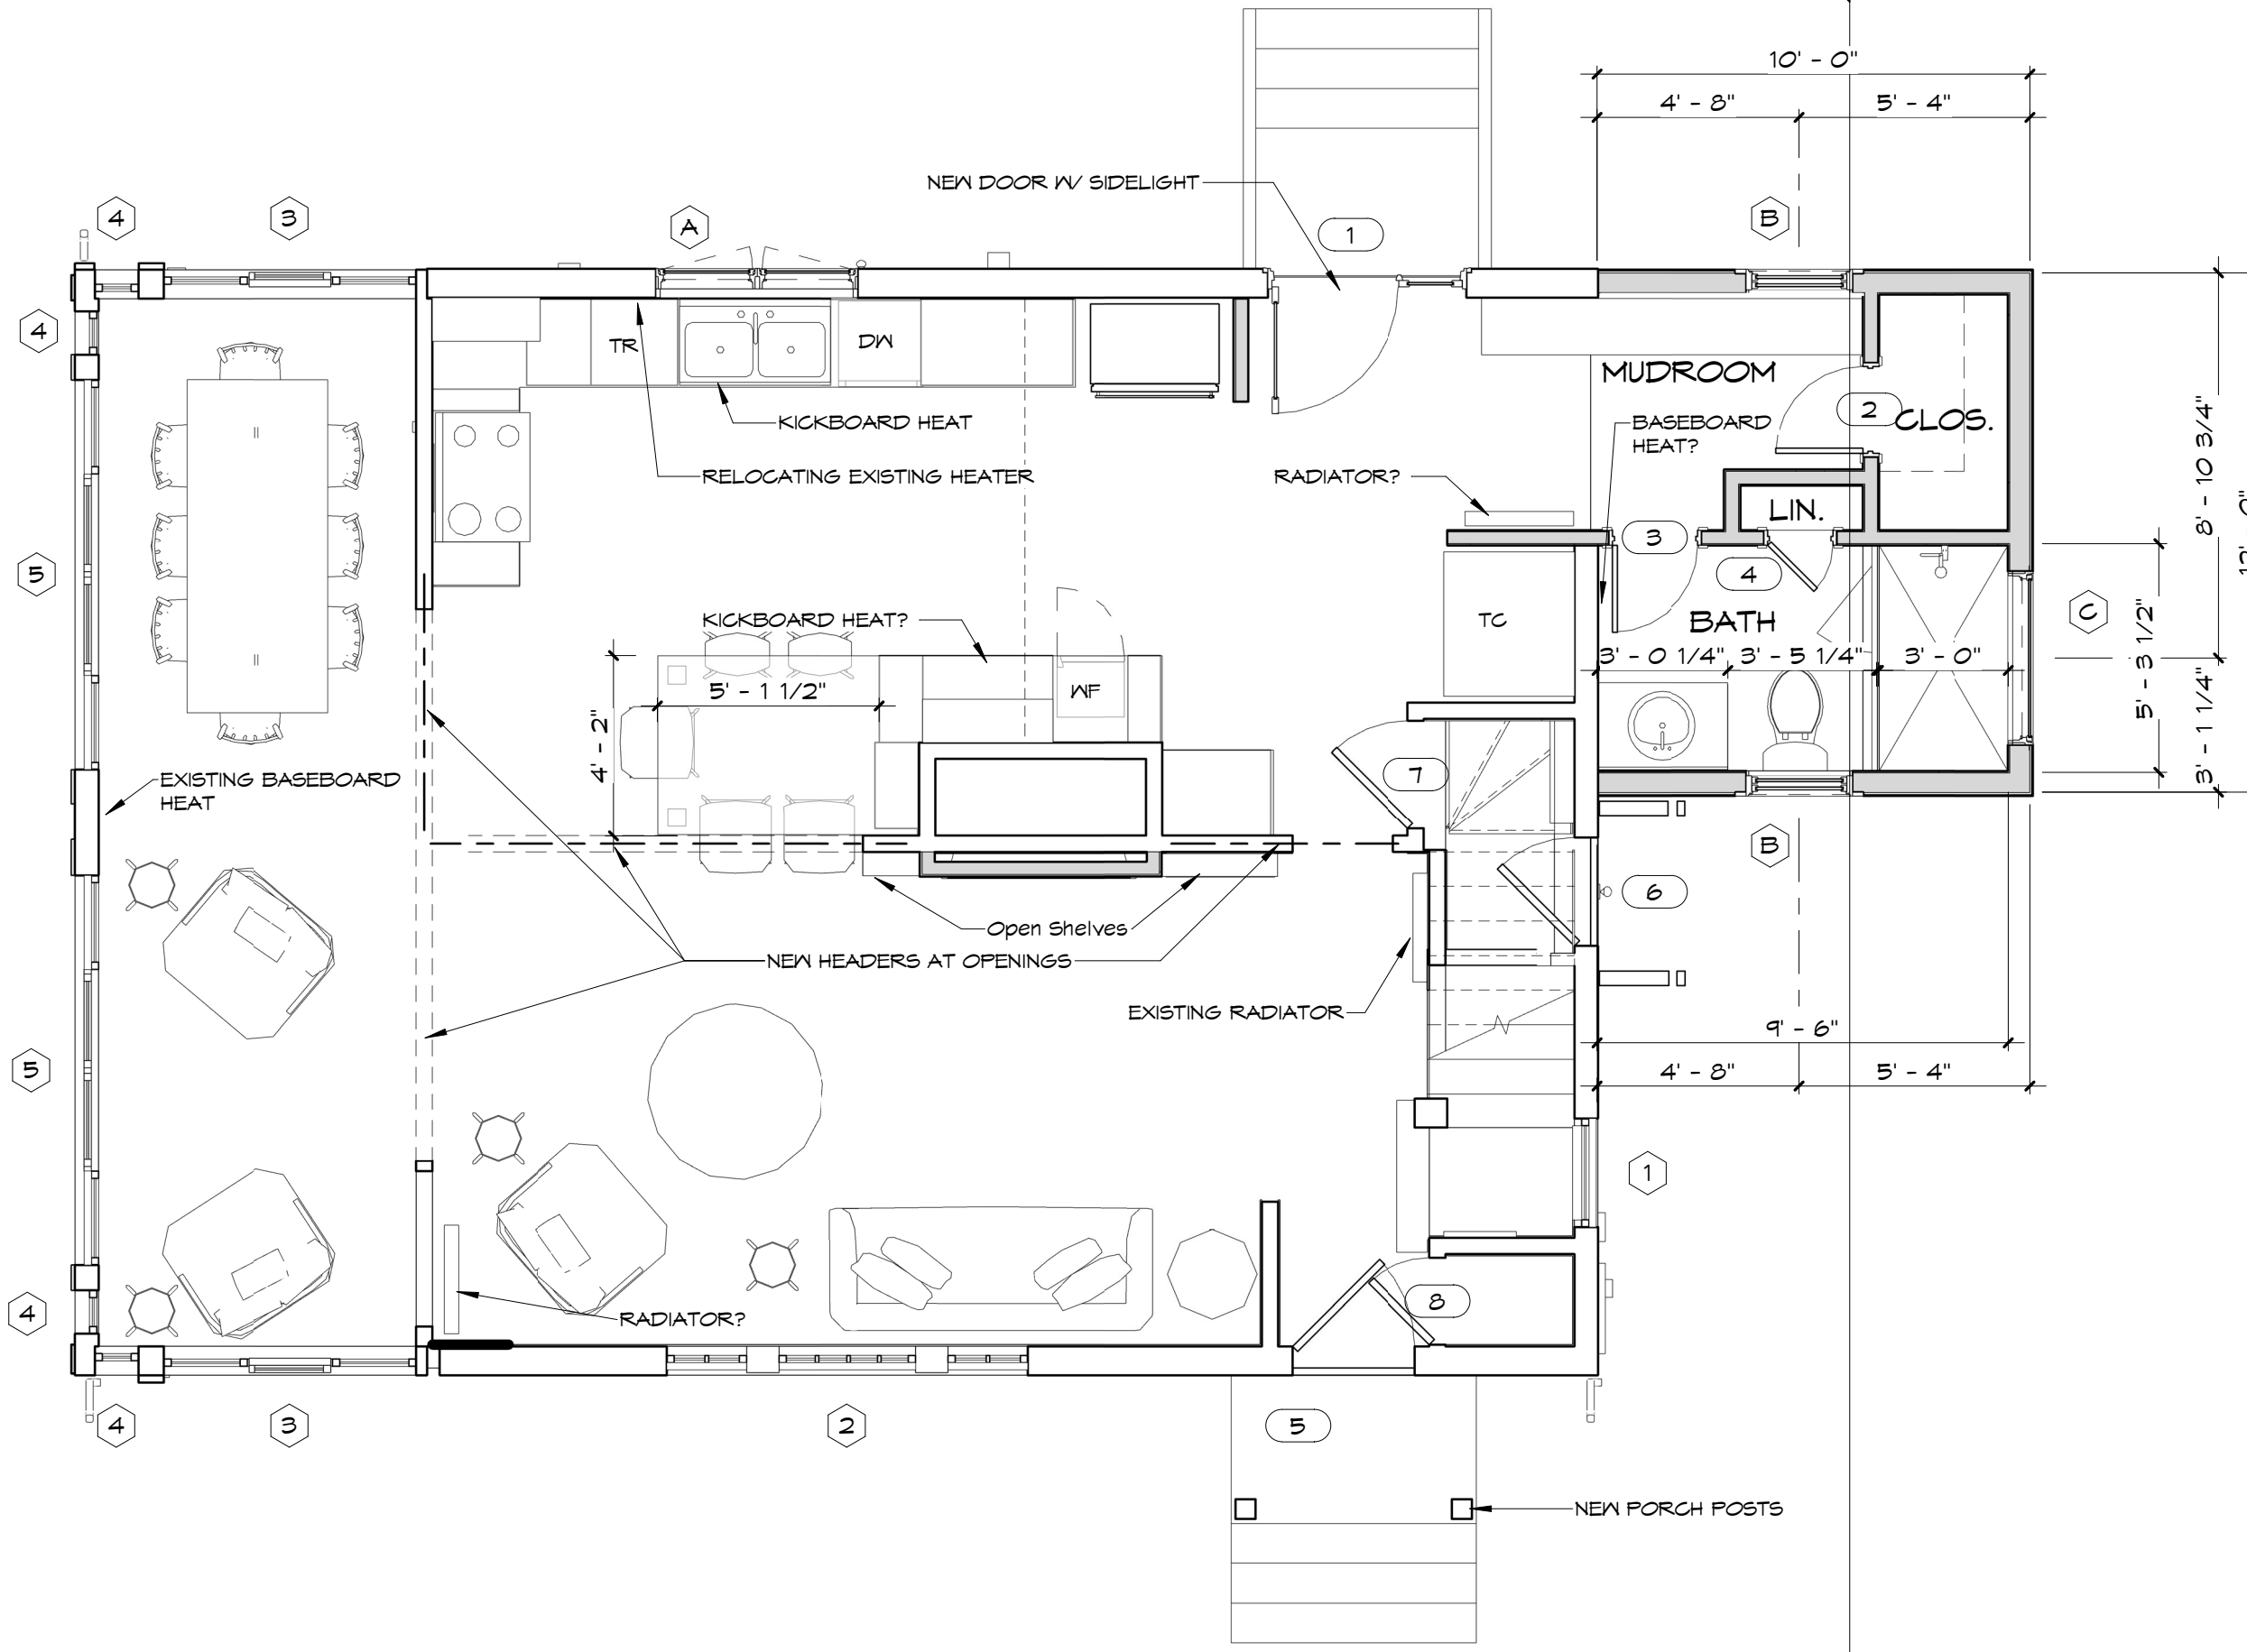 10' - 0"
4' - 8" 5' - 4"
NEW DOOR W/ SIDELIGHT
4 3 A 1 B
4
TR DW
MUDROOM
2 CLOS.
KICKBOARD HEAT
BASEBOARD
HEAT?
8' - 10 3/4"
RELOCATING EXISTING HEATER
RADIATOR?
LIN.
3
5 4
KICKBOARD HEAT?
TC
BATH
C
3' - 0 1/4" 3' - 5 1/4" 3' - 0"
5' - 3 1/2"
5' - 1 1/2"
WF
4' - 2"
3' - 1 1/4"
EXISTING BASEBOARD
HEAT
7
B
6
Open Shelves
NEW HEADERS AT OPENINGS
EXISTING RADIATOR
9' - 6"
5
4' - 8" 5' - 4"
1
4
RADIATOR?
8
4 3 2 5
NEW PORCH POSTS